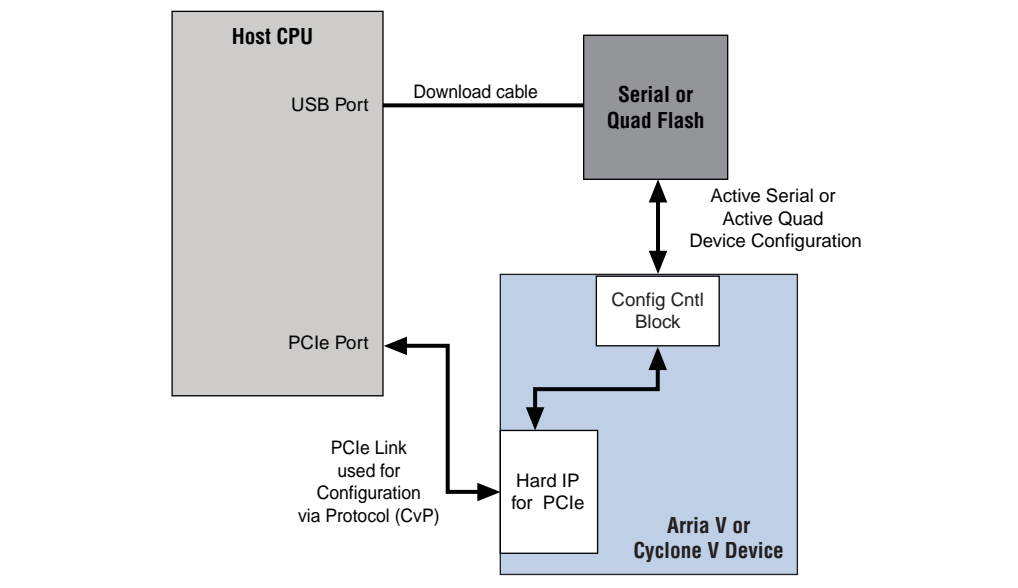 Host CPU
USB Port
Download cable
Serial or
Quad Flash
Active Serial or
Active Quad
Device Configuration
Config Cntl
Block
PCIe Port
PCIe Link
used for
Configuration
via Protocol (CvP)
Hard IP
for PCIe
Arria V or
Cyclone V Device